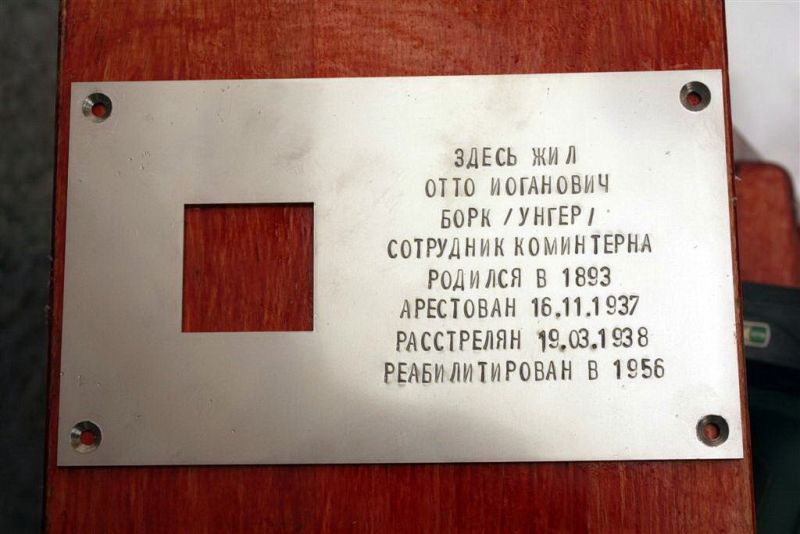 ЗДЕСЬ ЖИЛ
ОТТО ИОГАНОВИЧ
БОРК /УНГЕР/
СОТРУДНИК КОМИНТЕРНА
РОДИЛСЯ В 1893
АРЕСТОВАН 16.11.1937
РАССТРЕЛЯН 19.03.1938
РЕАБИЛИТИРОВАН В 1956